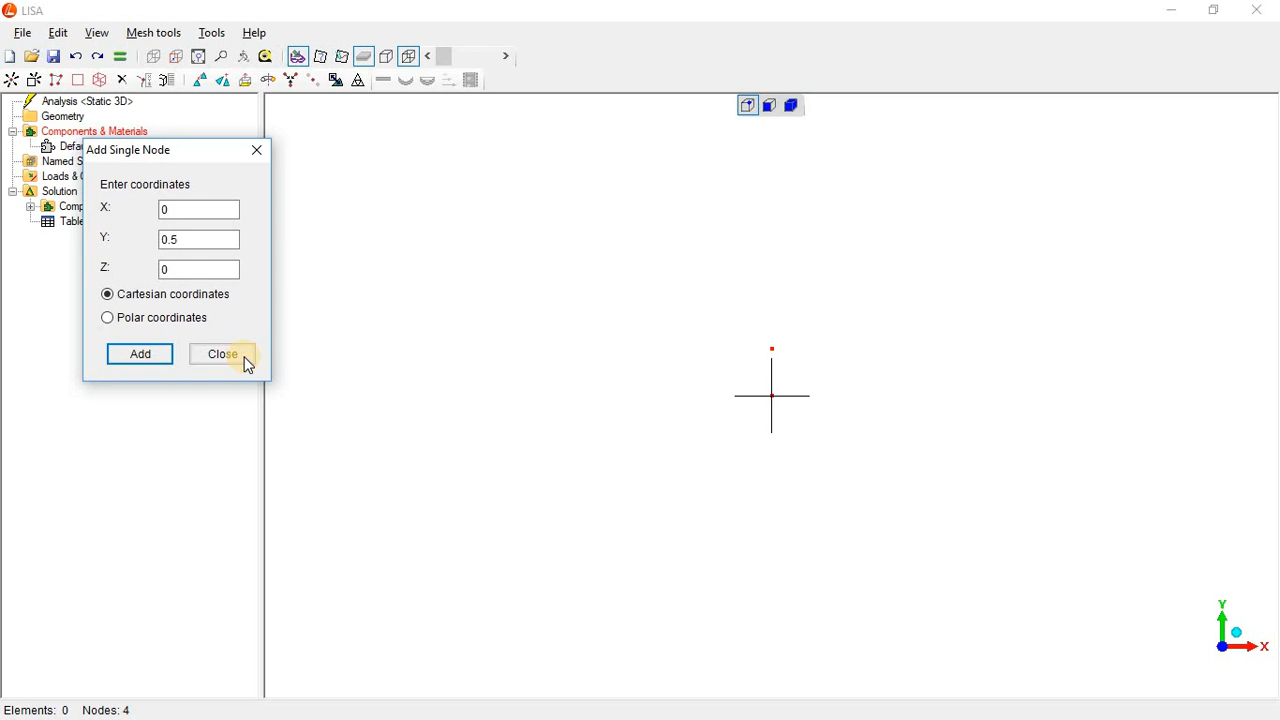 LISA
File Edit View Mesh tools Tools Help
Analysis <Static 3D>
Geometry
Components & Materials
Defau
Named S
Loads & C
Solution
Comp
Table
Add Single Node
Enter coordinates
X: 0
Y: 0.5
Z: 0
Cartesian coordinates
Polar coordinates
Add Close
Y
X
Elements: 0 Nodes: 4